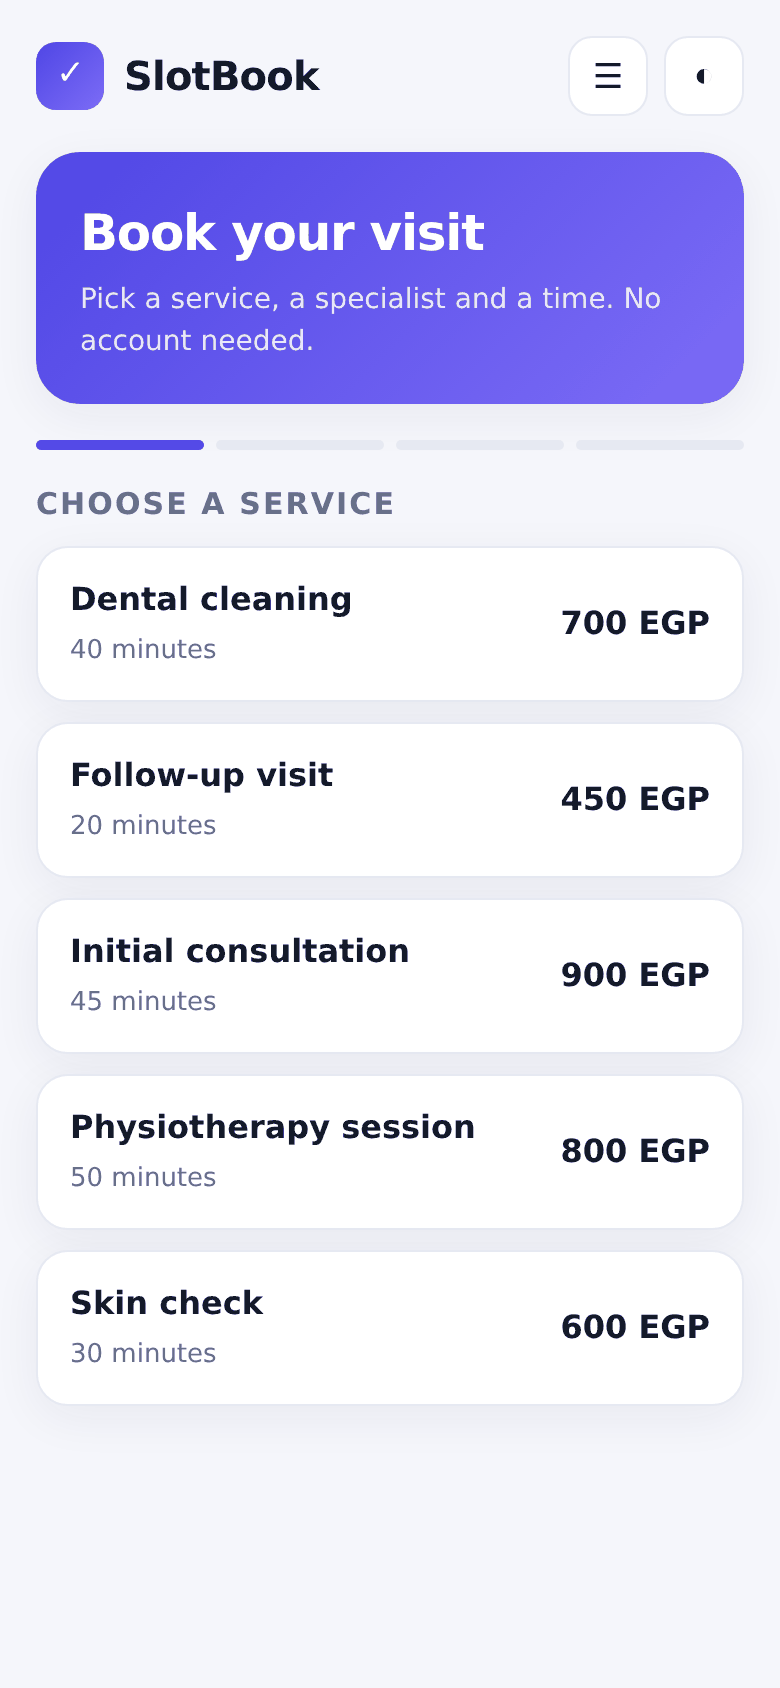 ✓ SlotBook ☰ ◐
Book your visit
Pick a service, a specialist and a time. No
account needed.
CHOOSE A SERVICE
Dental cleaning
40 minutes
700 EGP
Follow-up visit
20 minutes
450 EGP
Initial consultation
45 minutes
900 EGP
Physiotherapy session
50 minutes
800 EGP
Skin check
30 minutes
600 EGP